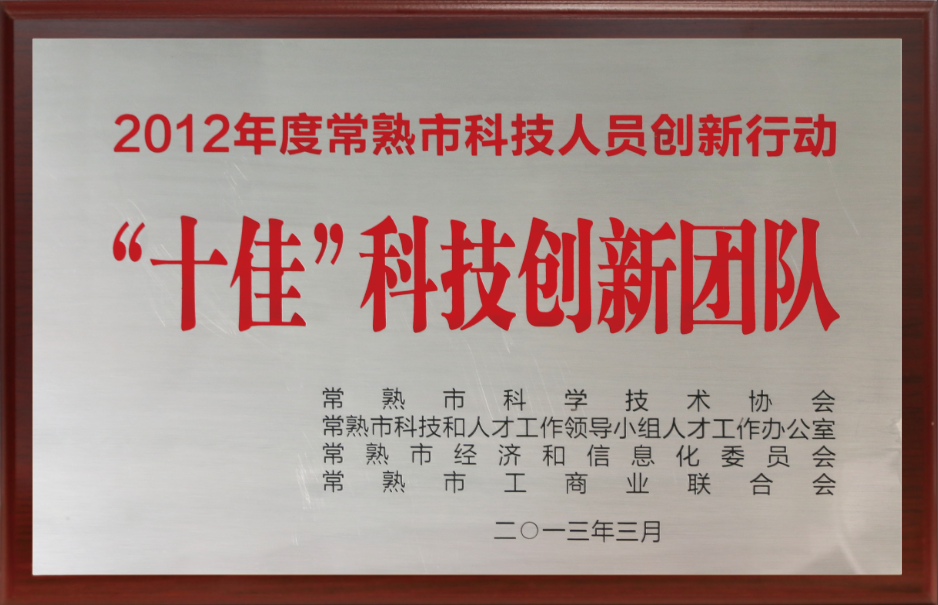 2012年度常熟市科技人员创新行动
“十佳”科技创新团队
常熟市科学技术协会
常熟市科技和人才工作领导小组人才工作办公室
常熟市经济和信息化委员会
常熟市工商业联合会
二〇一三年三月